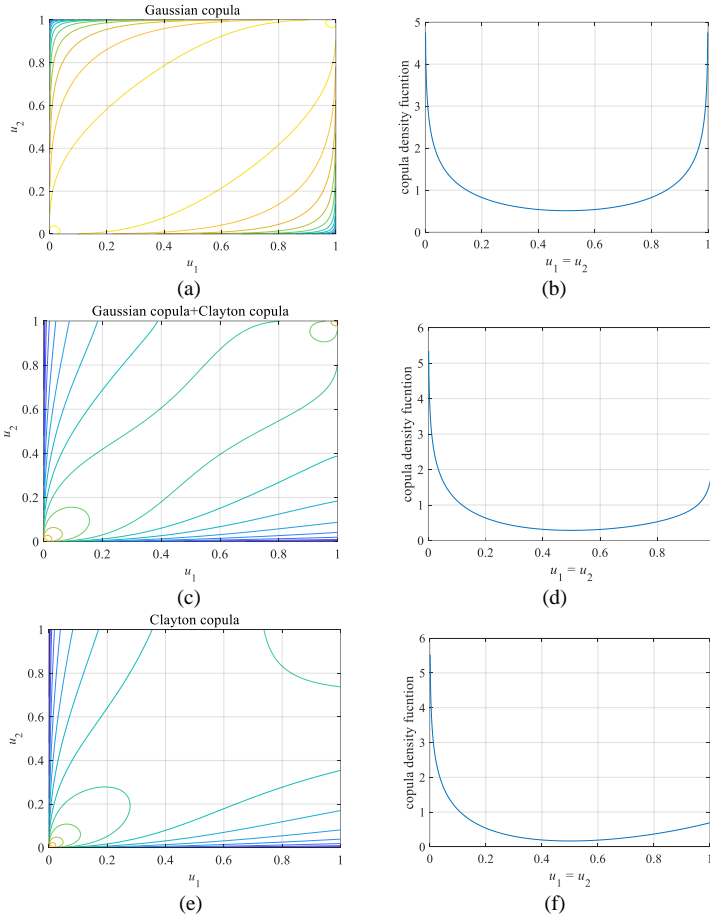 Gaussian copula
1
0.8
0.6
0.4
0.2
0
u2
0 0.2 0.4 0.6 0.8 1
u1
(a)
5
4
3
2
1
0
copula density fucntion
0 0.2 0.4 0.6 0.8 1
u1 = u2
(b)
Gaussian copula+Clayton copula
1
0.8
0.6
0.4
0.2
0
u2
0 0.2 0.4 0.6 0.8 1
u1
(c)
6
5
4
3
2
1
0
copula density fucntion
0 0.2 0.4 0.6 0.8
u1 = u2
(d)
Clayton copula
1
0.8
0.6
0.4
0.2
0
u2
0 0.2 0.4 0.6 0.8 1
u1
(e)
6
5
4
3
2
1
0
copula density fucntion
0 0.2 0.4 0.6 0.8 1
u1 = u2
(f)